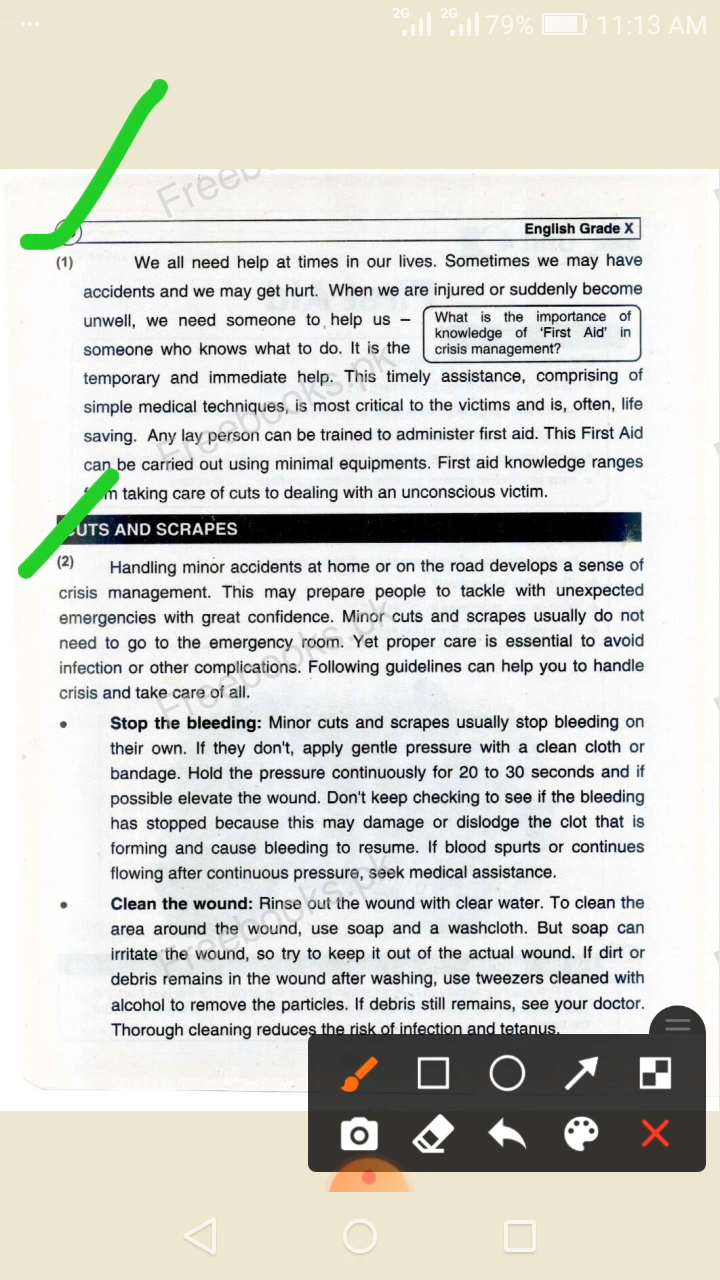 2G 2G 79% 11:13 AM
English Grade X
(1) We all need help at times in our lives. Sometimes we may have
accidents and we may get hurt. When we are injured or suddenly become
unwell, we need someone to help us –
someone who knows what to do. It is the
What is the importance of
knowledge of ‘First Aid’ in
crisis management?
temporary and immediate help. This timely assistance, comprising of
simple medical techniques, is most critical to the victims and is, often, life
saving. Any lay person can be trained to administer first aid. This First Aid
can be carried out using minimal equipments. First aid knowledge ranges
taking care of cuts to dealing with an unconscious victim.
CUTS AND SCRAPES
(2) Handling minor accidents at home or on the road develops a sense of
crisis management. This may prepare people to tackle with unexpected
emergencies with great confidence. Minor cuts and scrapes usually do not
need to go to the emergency room. Yet proper care is essential to avoid
infection or other complications. Following guidelines can help you to handle
crisis and take care of all.
• Stop the bleeding: Minor cuts and scrapes usually stop bleeding on
their own. If they don't, apply gentle pressure with a clean cloth or
bandage. Hold the pressure continuously for 20 to 30 seconds and if
possible elevate the wound. Don't keep checking to see if the bleeding
has stopped because this may damage or dislodge the clot that is
forming and cause bleeding to resume. If blood spurts or continues
flowing after continuous pressure, seek medical assistance.
• Clean the wound: Rinse out the wound with clear water. To clean the
area around the wound, use soap and a washcloth. But soap can
irritate the wound, so try to keep it out of the actual wound. If dirt or
debris remains in the wound after washing, use tweezers cleaned with
alcohol to remove the particles. If debris still remains, see your doctor.
Thorough cleaning reduces the risk of infection and tetanus.
Freebooks.pk
Freebooks.pk
Freebooks.pk